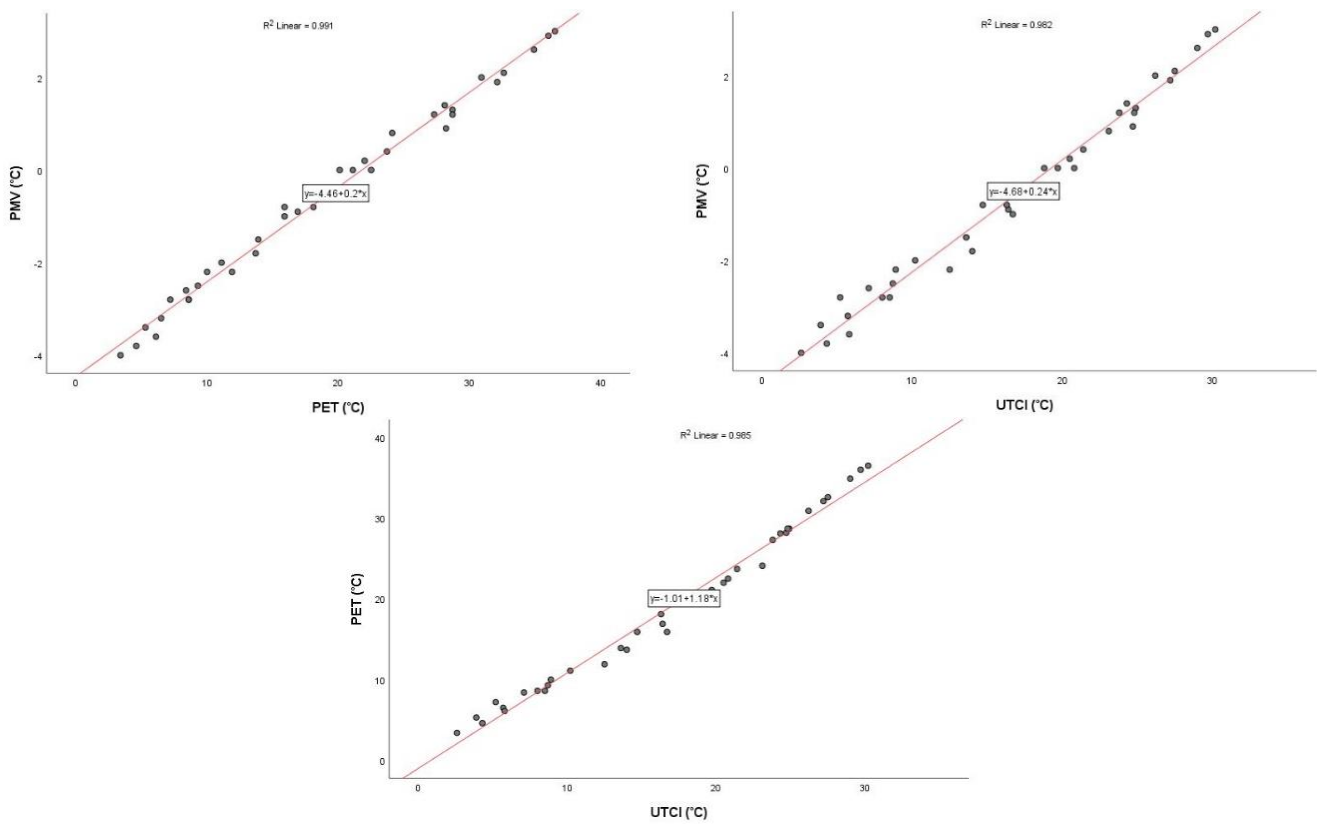 R² Linear = 0.991
2
0
-2
-4
PMV (°C)
y=-4.46+0.2*x
0 10 20 30 40
PET (°C)
R² Linear = 0.982
2
0
-2
-4
PMV (°C)
y=-4.68+0.24*x
0 10 20 30
UTCI (°C)
R² Linear = 0.985
40
30
20
10
0
PET (°C)
y=-1.01+1.18*x
0 10 20 30
UTCI (°C)